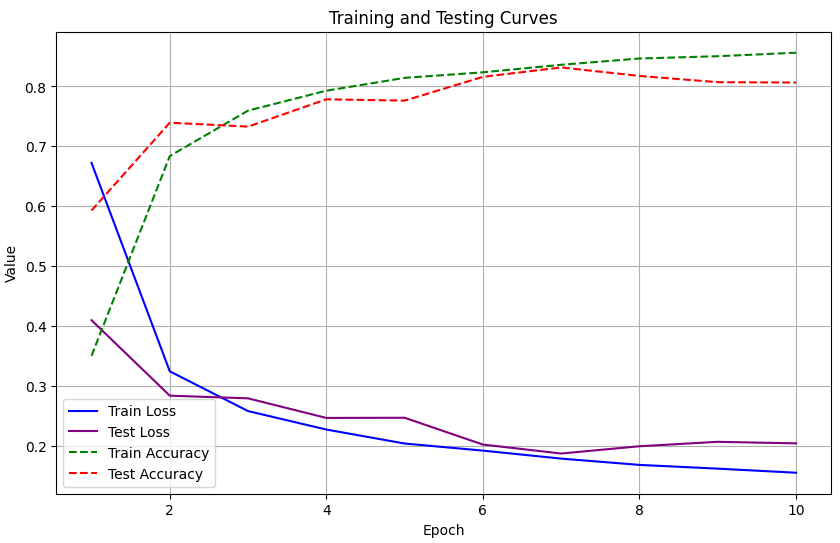 Training and Testing Curves
0.8
0.7
0.6
0.5
0.4
0.3
0.2
Value
Train Loss
Test Loss
Train Accuracy
Test Accuracy
2
4
6
8
10
Epoch